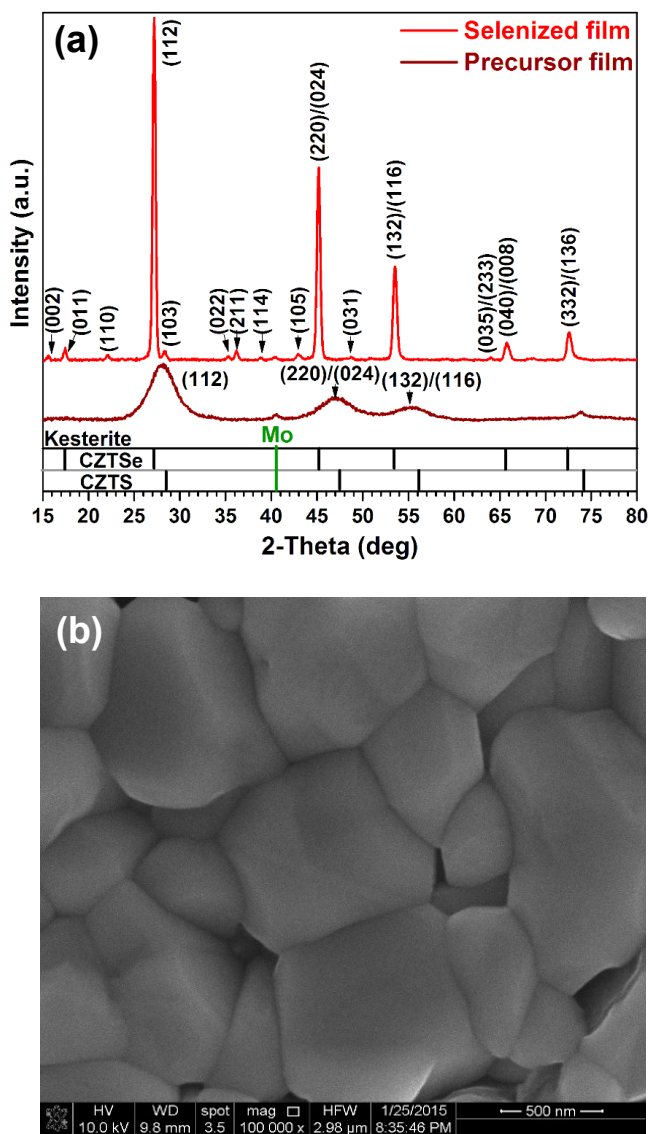 (a)
Selenized film
Precursor film
(112)
(220)/(024)
(132)/(116)
(002)
(011)
(110)
(103)
(022)
(211)
(114)
(105)
(031)
(035)/(233)
(040)/(008)
(332)/(136)
(112)
(220)/(024)
(132)/(116)
Intensity (a.u.)
Mo
Kesterite
CZTSe
CZTS
15 20 25 30 35 40 45 50 55 60 65 70 75 80
2-Theta (deg)
(b)
HV WD spot mag HFW 1/25/2015 500 nm
10.0 kV 9.8 mm 3.5 100 000 x 2.98 µm 8:35:46 PM